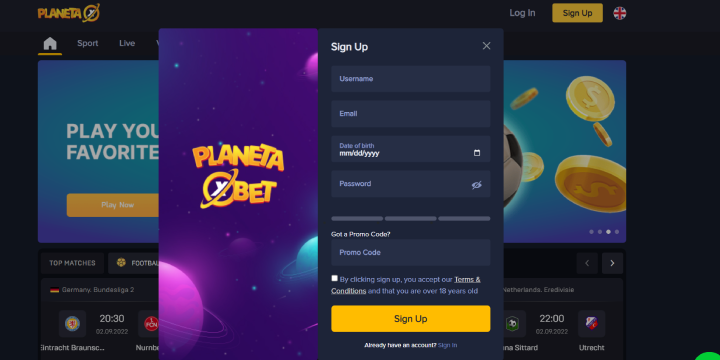 PLANETA XBET
Log In
Sign Up
Sport
Live
PLAY YOU
FAVORITE
Play Now
PLANETA
XBET
Sign Up
Username
Email
Date of birth
mm/dd/yyyy
Password
Got a Promo Code?
Promo Code
By clicking sign up, you accept our Terms &
Conditions and that you are over 18 years old
Sign Up
Already have an account? Sign In
TOP MATCHES
FOOTBA
Germany. Bundesliga 2
20:30
02.09.2022
Eintracht Braunsc...
Nurnb
Netherlands. Eredivisie
22:00
02.09.2022
na Sittard
Utrecht